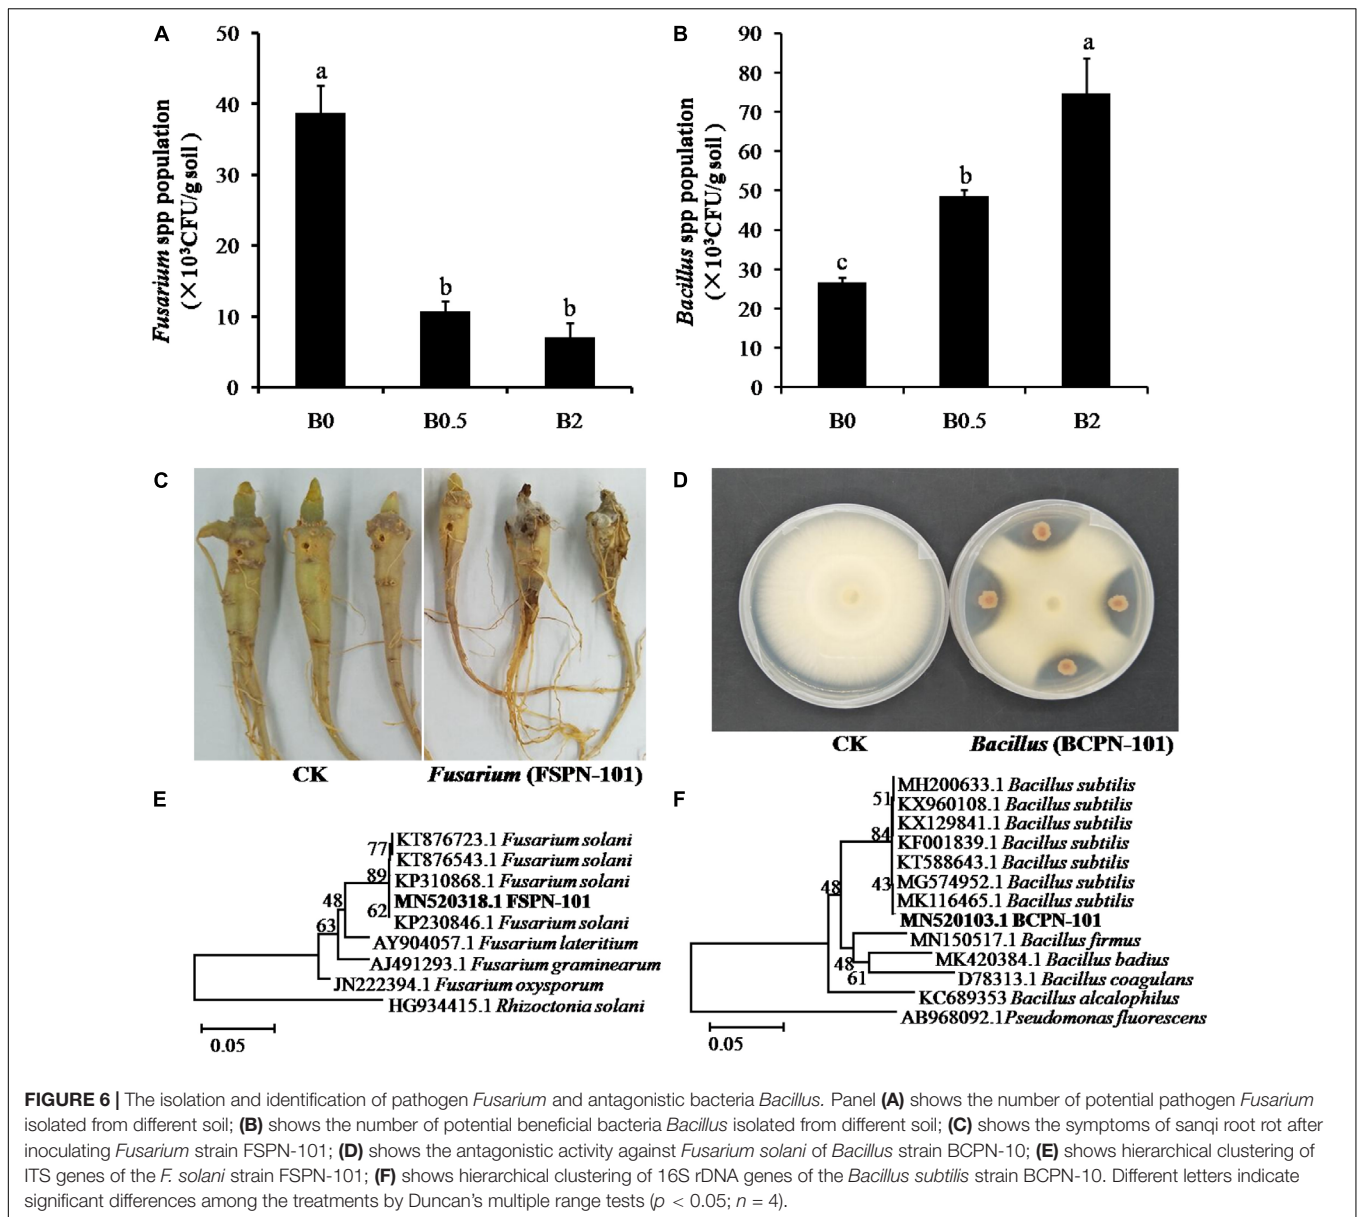 A
50
40
30
20
10
0
Fusarium spp population
(×10³CFU/g soil)
a
b
b
B0
B0.5
B2
B
90
80
70
60
50
40
30
20
10
0
Bacillus spp population
(×10³CFU/g soil)
c
b
a
B0
B0.5
B2
C
CK
Fusarium (FSPN-101)
D
CK
Bacillus (BCPN-101)
E
KT876723.1 Fusarium solani
77
KT876543.1 Fusarium solani
89
KP310868.1 Fusarium solani
48
MN520318.1 FSPN-101
62
KP230846.1 Fusarium solani
63
AY904057.1 Fusarium lateritium
AJ491293.1 Fusarium graminearum
JN222394.1 Fusarium oxysporum
HG934415.1 Rhizoctonia solani
0.05
F
MH200633.1 Bacillus subtilis
51
KX960108.1 Bacillus subtilis
KX129841.1 Bacillus subtilis
84
KF001839.1 Bacillus subtilis
KT588643.1 Bacillus subtilis
48
43
MG574952.1 Bacillus subtilis
MK116465.1 Bacillus subtilis
MN520103.1 BCPN-101
MN150517.1 Bacillus firmus
48
MK420384.1 Bacillus badius
61
D78313.1 Bacillus coagulans
KC689353 Bacillus alcalophilus
AB968092.1Pseudomonas fluorescens
0.05
FIGURE 6 | The isolation and identification of pathogen Fusarium and antagonistic bacteria Bacillus. Panel (A) shows the number of potential pathogen Fusarium
isolated from different soil; (B) shows the number of potential beneficial bacteria Bacillus isolated from different soil; (C) shows the symptoms of sanqi root rot after
inoculating Fusarium strain FSPN-101; (D) shows the antagonistic activity against Fusarium solani of Bacillus strain BCPN-10; (E) shows hierarchical clustering of
ITS genes of the F. solani strain FSPN-101; (F) shows hierarchical clustering of 16S rDNA genes of the Bacillus subtilis strain BCPN-10. Different letters indicate
significant differences among the treatments by Duncan's multiple range tests (p < 0.05; n = 4).